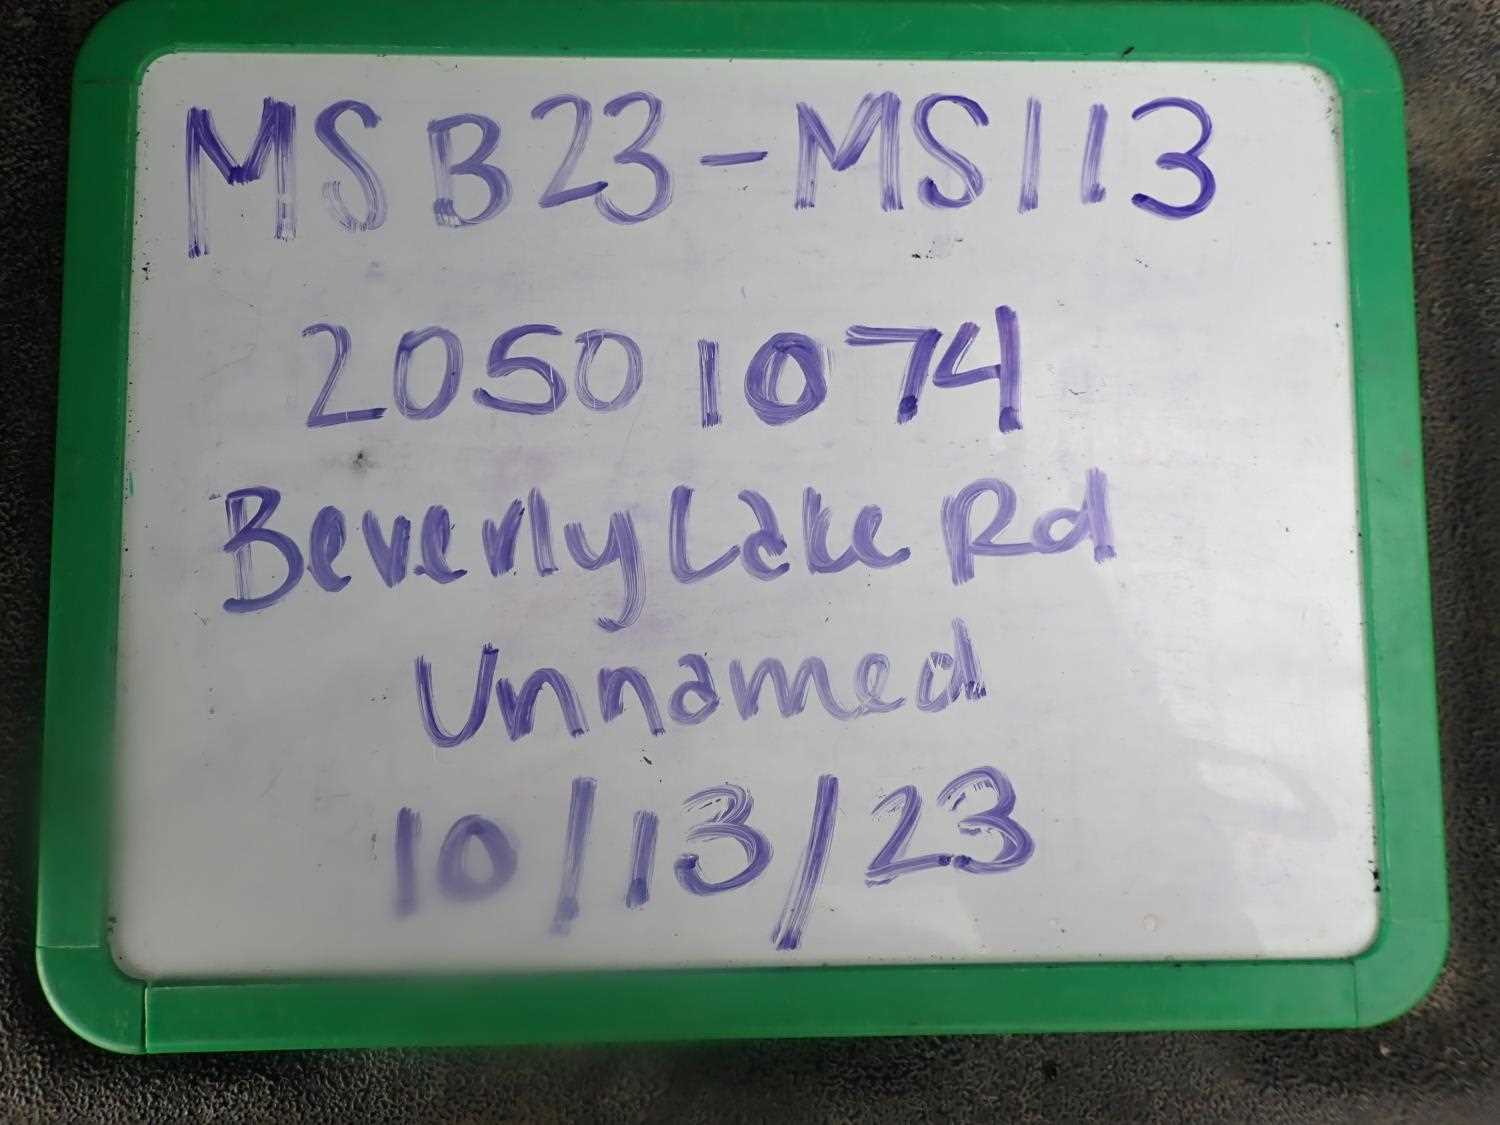 MSB23-MS113
20501074
Beverly Lake Rd
Unnamed
10/13/23